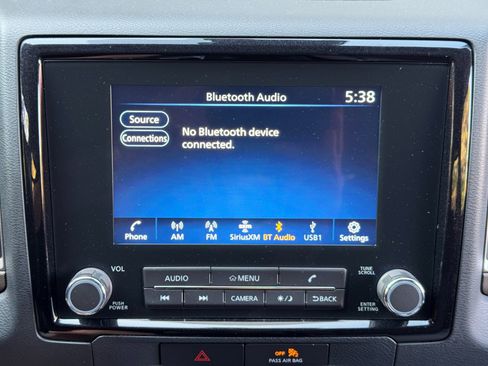 Bluetooth Audio 5:38
Source
Connections
No Bluetooth device
connected.
Phone AM FM SiriusXM BT Audio USB1 Settings
VOL AUDIO MENU TUNE
SCROLL
PUSH
POWER
CAMERA BACK ENTER
SETTING
OFF
PASS AIR BAG